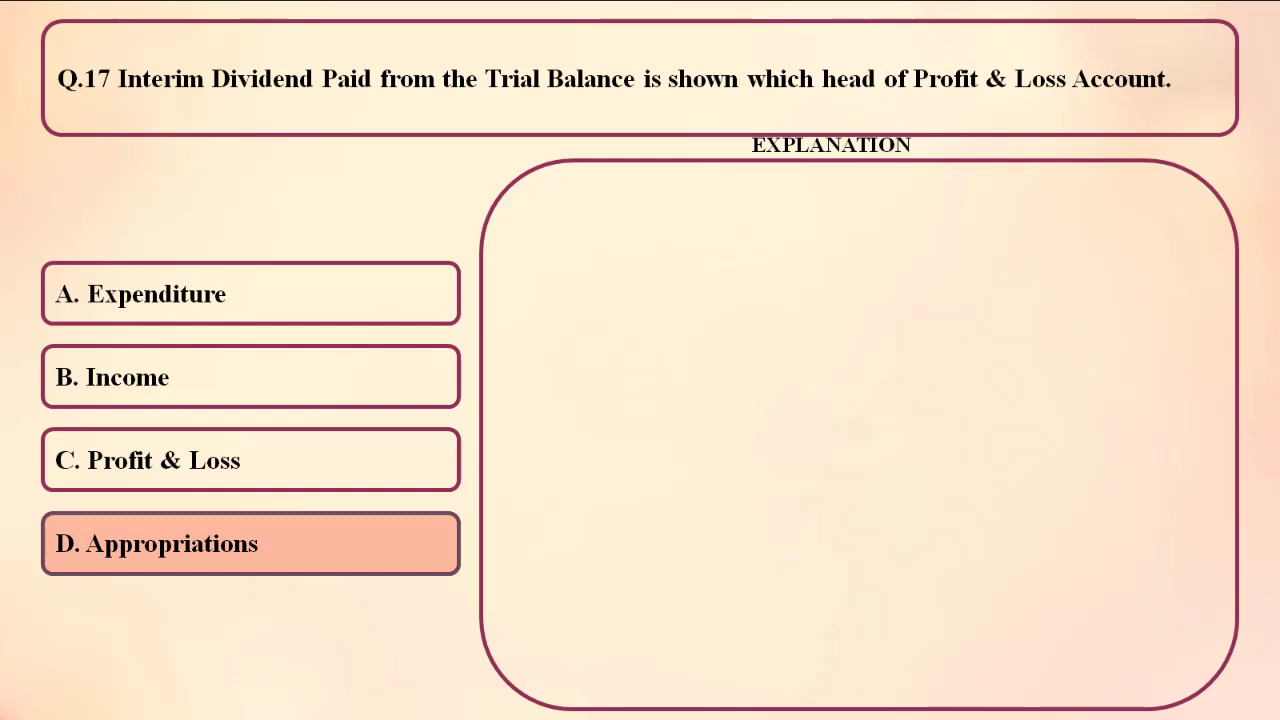 Q.17 Interim Dividend Paid from the Trial Balance is shown which head of Profit & Loss Account.
EXPLANATION
A. Expenditure
B. Income
C. Profit & Loss
D. Appropriations